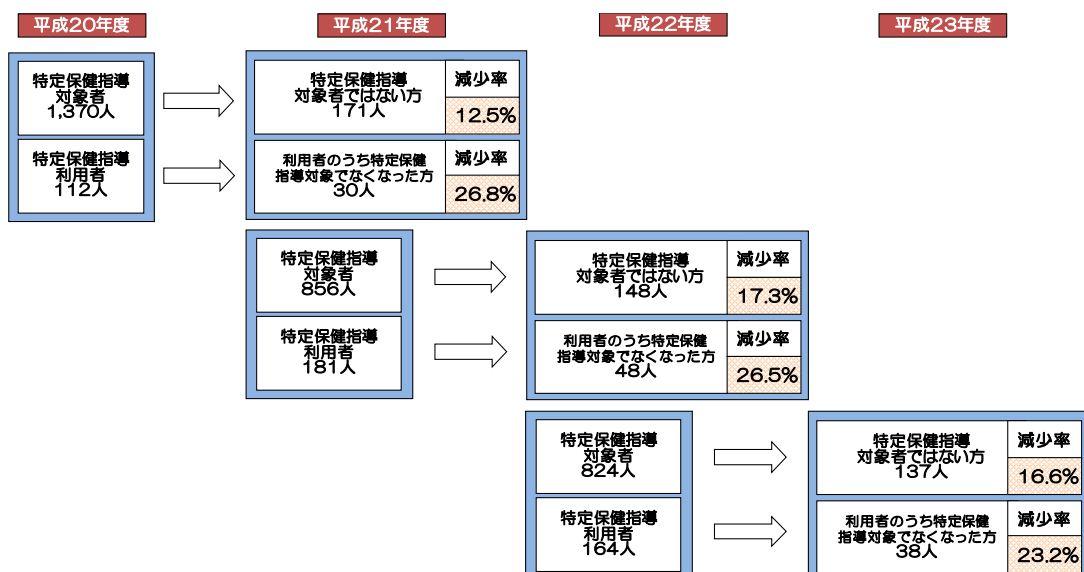 平成20年度
平成21年度
平成22年度
平成23年度
特定保健指導
対象者
1,370人
特定保健指導
対象者ではない方
171人
減少率
12.5%
特定保健指導
利用者
112人
利用者のうち特定保健
指導対象でなくなった方
30人
減少率
26.8%
特定保健指導
対象者
856人
特定保健指導
対象者ではない方
148人
減少率
17.3%
特定保健指導
利用者
181人
利用者のうち特定保健
指導対象でなくなった方
48人
減少率
26.5%
特定保健指導
対象者
824人
特定保健指導
対象者ではない方
137人
減少率
16.6%
特定保健指導
利用者
164人
利用者のうち特定保健
指導対象でなくなった方
38人
減少率
23.2%